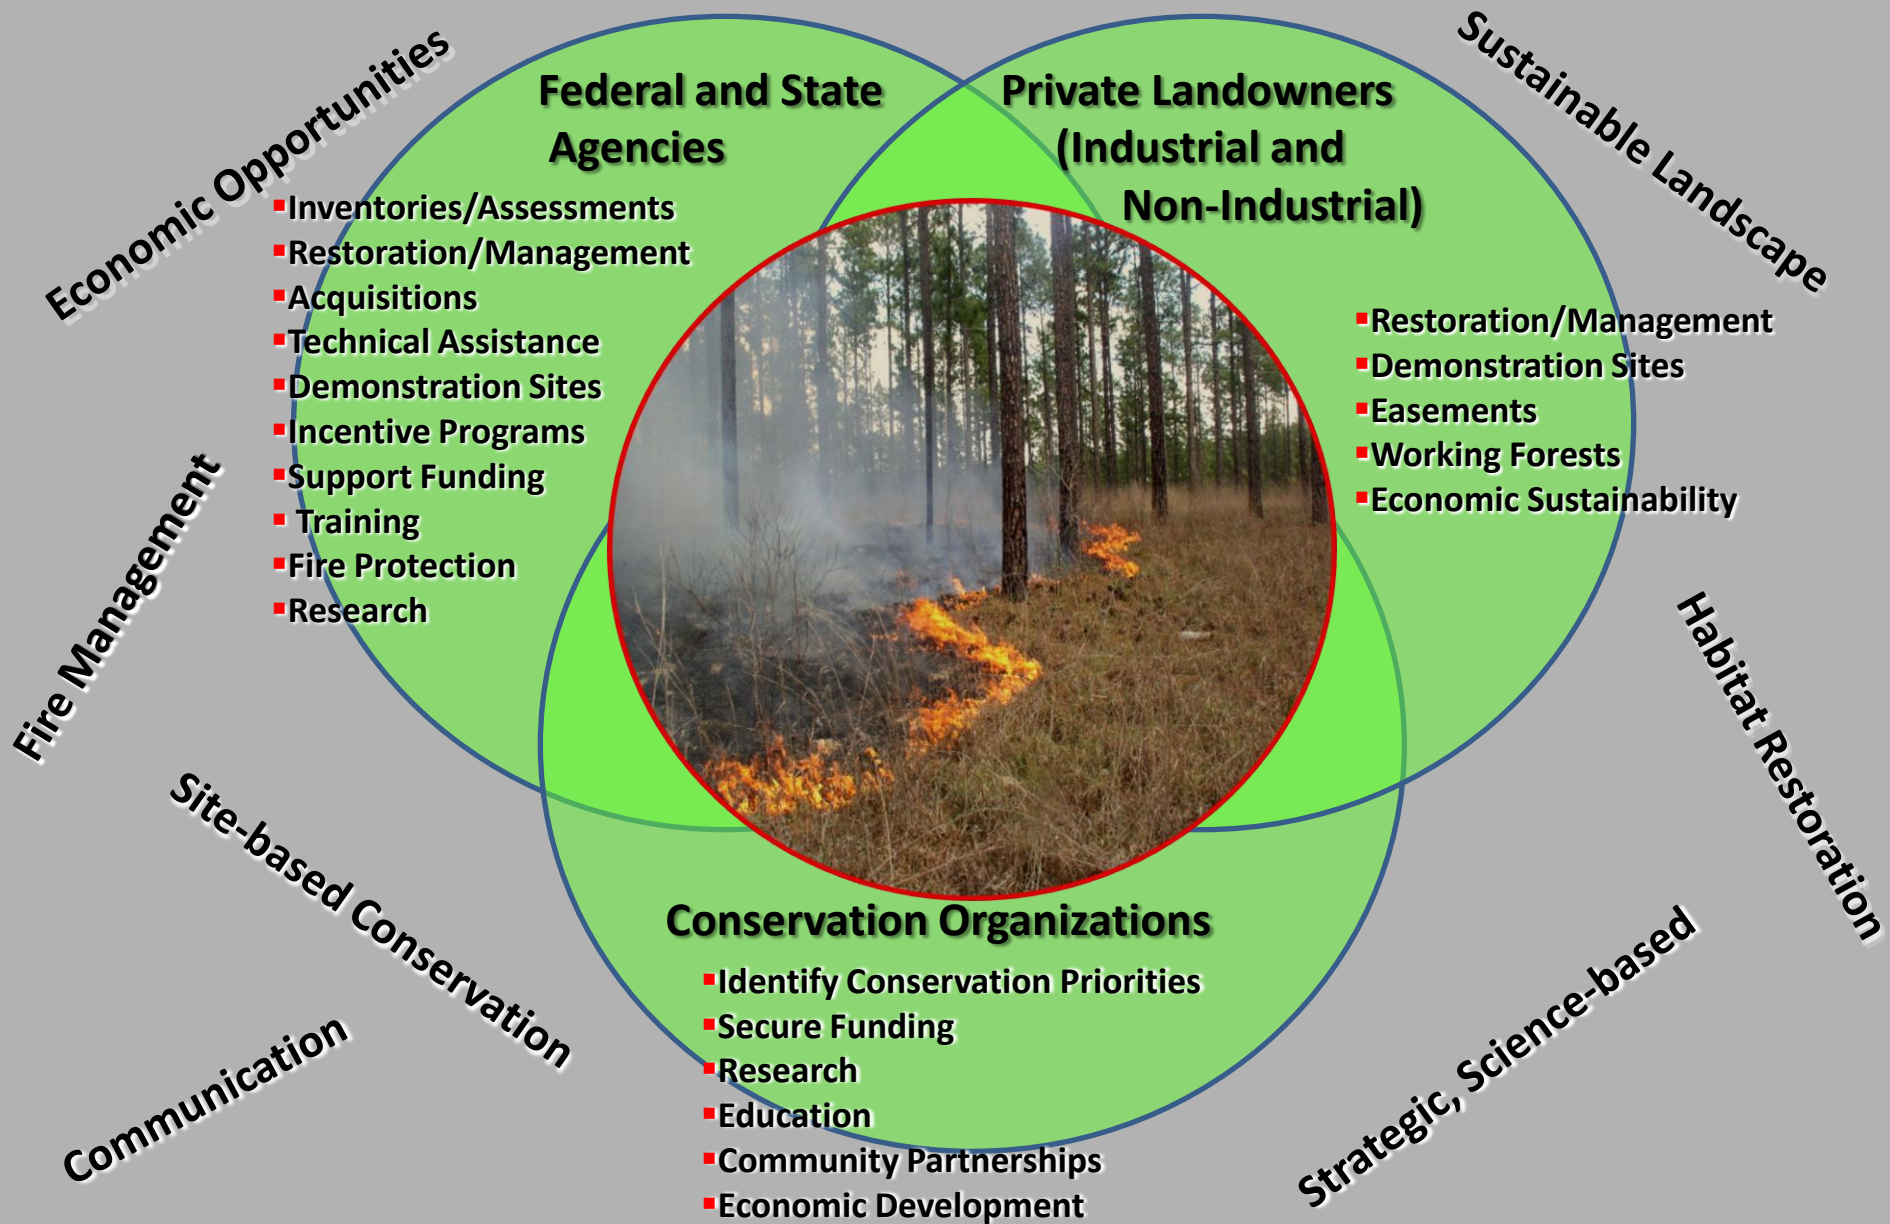 Economic Opportunities
Federal and State
Agencies
▪Inventories/Assessments
▪Restoration/Management
▪Acquisitions
▪Technical Assistance
▪Demonstration Sites
▪Incentive Programs
▪Support Funding
▪ Training
▪Fire Protection
▪Research
Private Landowners
(Industrial and
Non-Industrial)
▪Restoration/Management
▪Demonstration Sites
▪Easements
▪Working Forests
▪Economic Sustainability
Sustainable Landscape
Fire Management
Habitat Restoration
Site-based Conservation
Communication
Conservation Organizations
▪Identify Conservation Priorities
▪Secure Funding
▪Research
▪Education
▪Community Partnerships
▪Economic Development
Strategic, Science-based